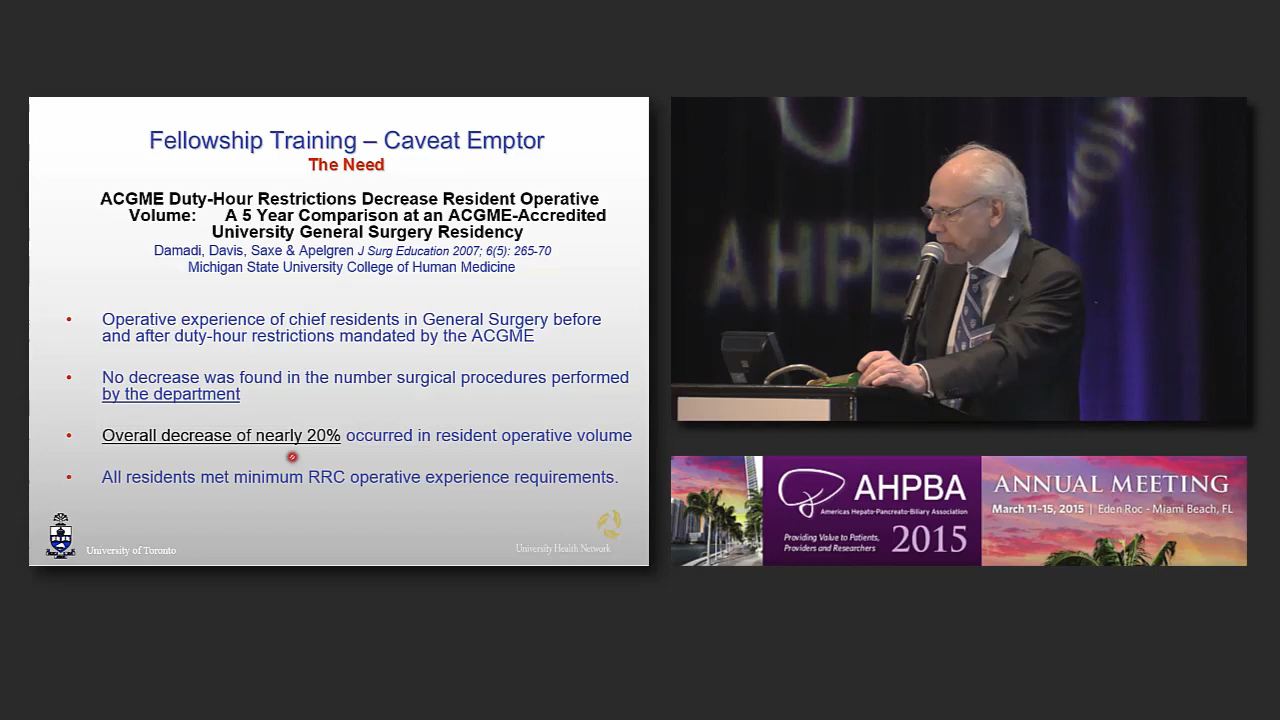 Fellowship Training – Caveat Emptor
The Need
ACGME Duty-Hour Restrictions Decrease Resident Operative
Volume: A 5 Year Comparison at an ACGME-Accredited
University General Surgery Residency
Damadi, Davis, Saxe & Apelgren J Surg Education 2007; 6(5): 265-70
Michigan State University College of Human Medicine
• Operative experience of chief residents in General Surgery before
and after duty-hour restrictions mandated by the ACGME
• No decrease was found in the number surgical procedures performed
by the department
• Overall decrease of nearly 20% occurred in resident operative volume
• All residents met minimum RRC operative experience requirements.
University of Toronto
University Health Network
AHPB
AHPBA
Americas Hepato-Pancreato-Biliary Association
Providing Value to Patients,
Providers and Researchers
2015
ANNUAL MEETING
March 11-15, 2015 | Eden Roc - Miami Beach, FL